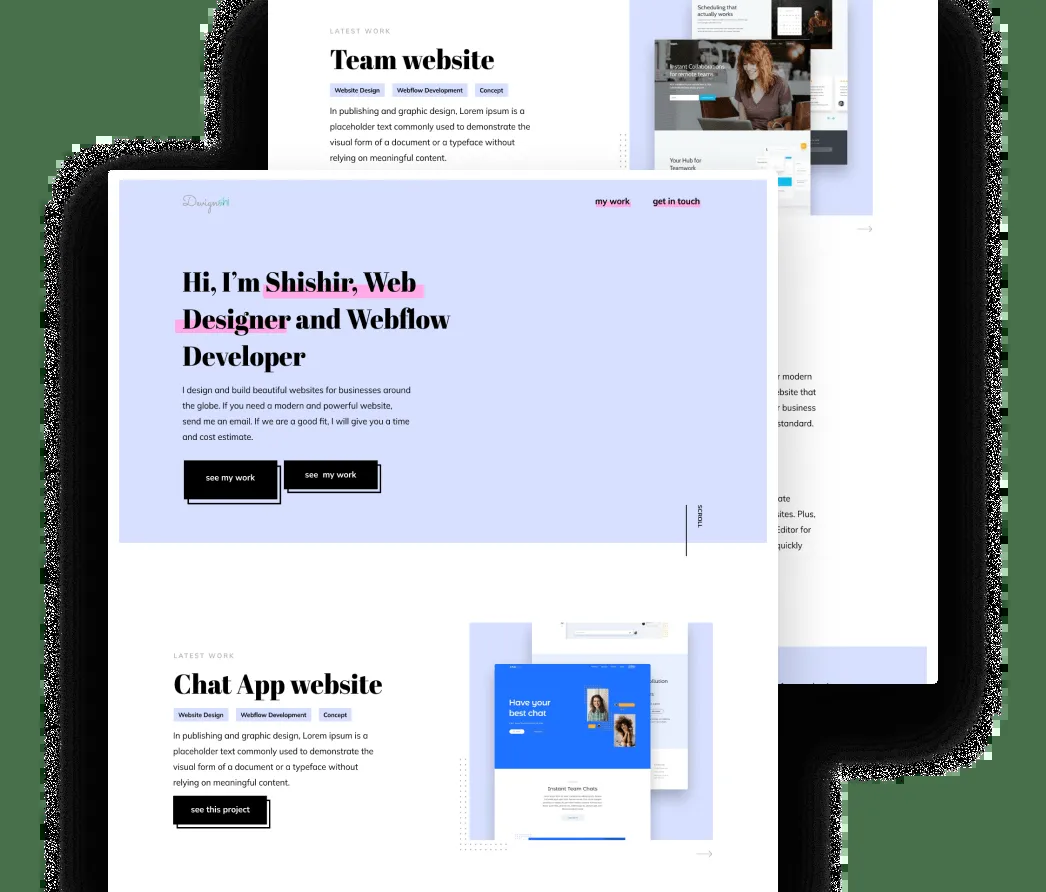 Scheduling that
actually works
LATEST WORK
Team website
Website Design
Webflow Development
Concept
In publishing and graphic design, Lorem ipsum is a
placeholder text commonly used to demonstrate the
visual form of a document or a typeface without
relying on meaningful content.
Instant Collaborations
for remote teams
Your Hub for
Teamwork
Designshi
my work
get in touch
Hi, I'm Shishir, Web
Designer and Webflow
Developer
I design and build beautiful websites for businesses around
the globe. If you need a modern and powerful website,
send me an email. If we are a good fit, I will give you a time
and cost estimate.
see my work
see my work
SCROLL
r modern
ebsite that
r business
standard.
ate
sites. Plus,
Editor for
quickly
LATEST WORK
Chat App website
Website Design
Webflow Development
Concept
In publishing and graphic design, Lorem ipsum is a
placeholder text commonly used to demonstrate the
visual form of a document or a typeface without
relying on meaningful content.
see this project
Have your
best chat
Instant Team Chats